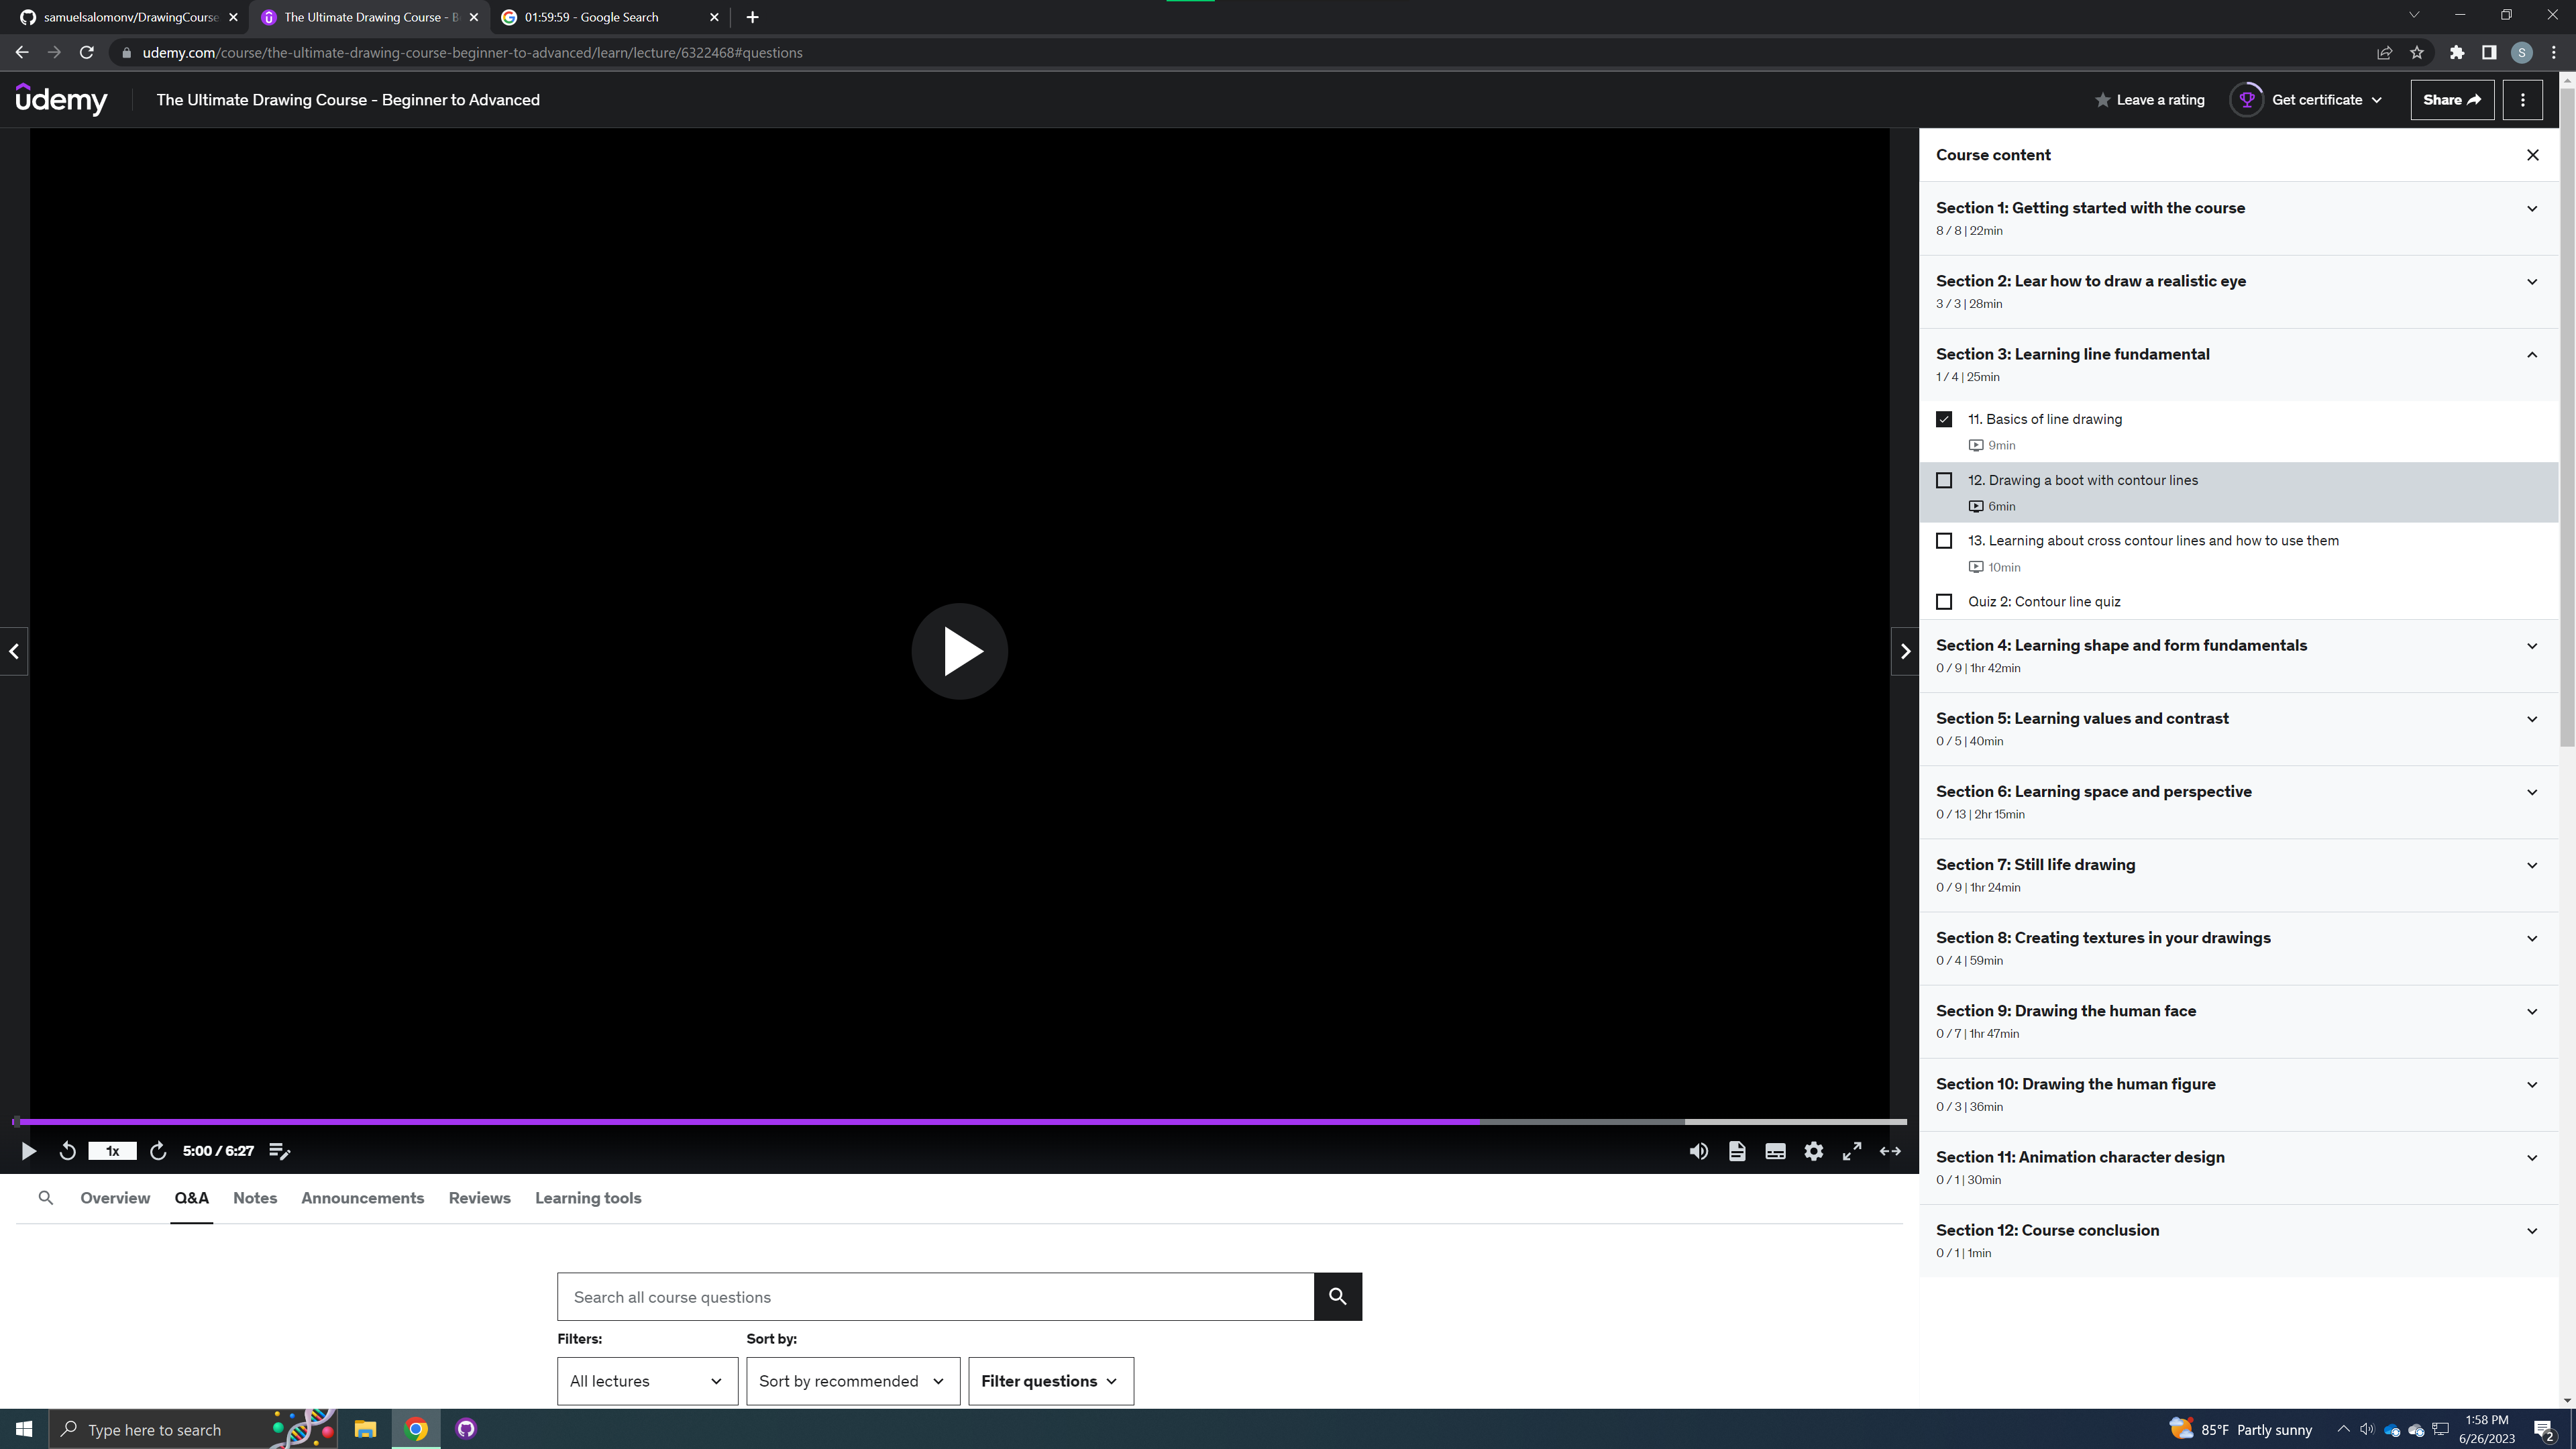 samuelsalomonv/DrawingCourse
The Ultimate Drawing Course - B
01:59:59 - Google Search
udemy.com/course/the-ultimate-drawing-course-beginner-to-advanced/learn/lecture/6322468#questions
S
udemy
The Ultimate Drawing Course - Beginner to Advanced
Leave a rating
Get certificate
Share
Course content
Section 1: Getting started with the course
8 / 8 | 22min
Section 2: Lear how to draw a realistic eye
3 / 3 | 28min
Section 3: Learning line fundamental
1 / 4 | 25min
11. Basics of line drawing
9min
12. Drawing a boot with contour lines
6min
13. Learning about cross contour lines and how to use them
10min
Quiz 2: Contour line quiz
Section 4: Learning shape and form fundamentals
0 / 9 | 1hr 42min
Section 5: Learning values and contrast
0 / 5 | 40min
Section 6: Learning space and perspective
0 / 13 | 2hr 15min
Section 7: Still life drawing
0 / 9 | 1hr 24min
Section 8: Creating textures in your drawings
0 / 4 | 59min
Section 9: Drawing the human face
0 / 7 | 1hr 47min
Section 10: Drawing the human figure
0 / 3 | 36min
Section 11: Animation character design
0 / 1 | 30min
Section 12: Course conclusion
0 / 1 | 1min
1x
5:00 / 6:27
Overview
Q&A
Notes
Announcements
Reviews
Learning tools
Search all course questions
Filters:
Sort by:
All lectures
Sort by recommended
Filter questions
Type here to search
85°F Partly sunny
1:58 PM
6/26/2023
2